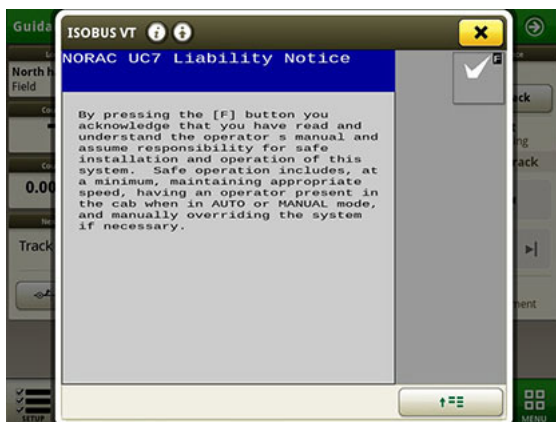 Guida
ISOBUS VT
NORAC UC7 Liability Notice
F
North h
Field
ack
By pressing the [F] button you
acknowledge that you have read and
understand the operator s manual and
assume responsibility for safe
installation and operation of this
system. Safe operation includes, at
a minimum, maintaining appropriate
speed, having an operator present in
the cab when in AUTO or MANUAL mode,
and manually overriding the system
if necessary.
ng
rack
0.00
Track
ment
SETUP
MENU